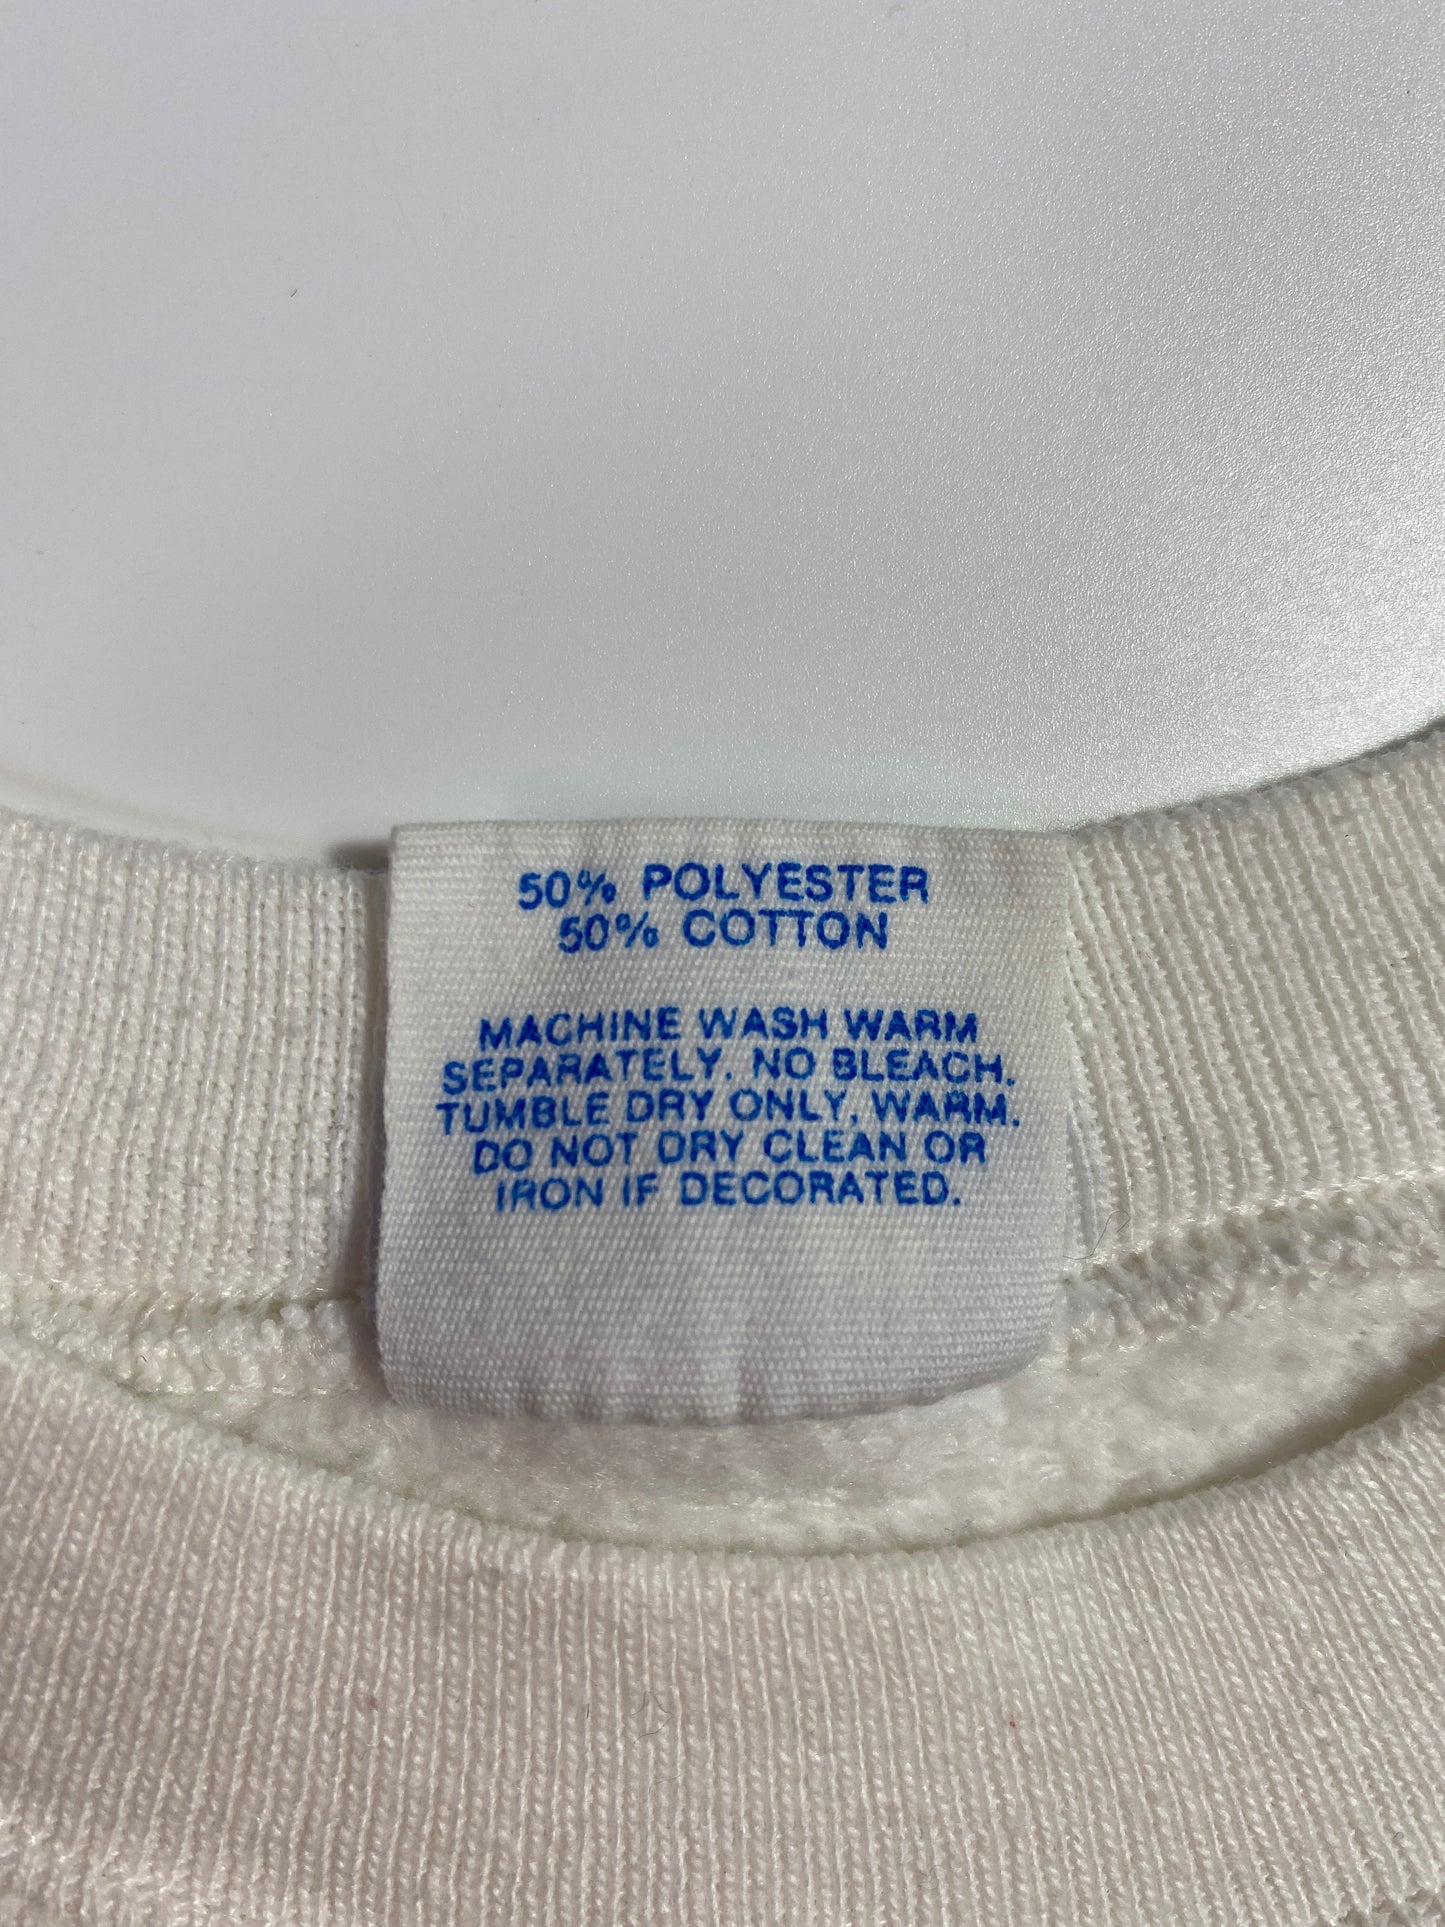 50% POLYESTER
50% COTTON
MACHINE WASH WARM
SEPARATELY. NO BLEACH.
TUMBLE DRY ONLY, WARM.
DO NOT DRY CLEAN OR
IRON IF DECORATED.